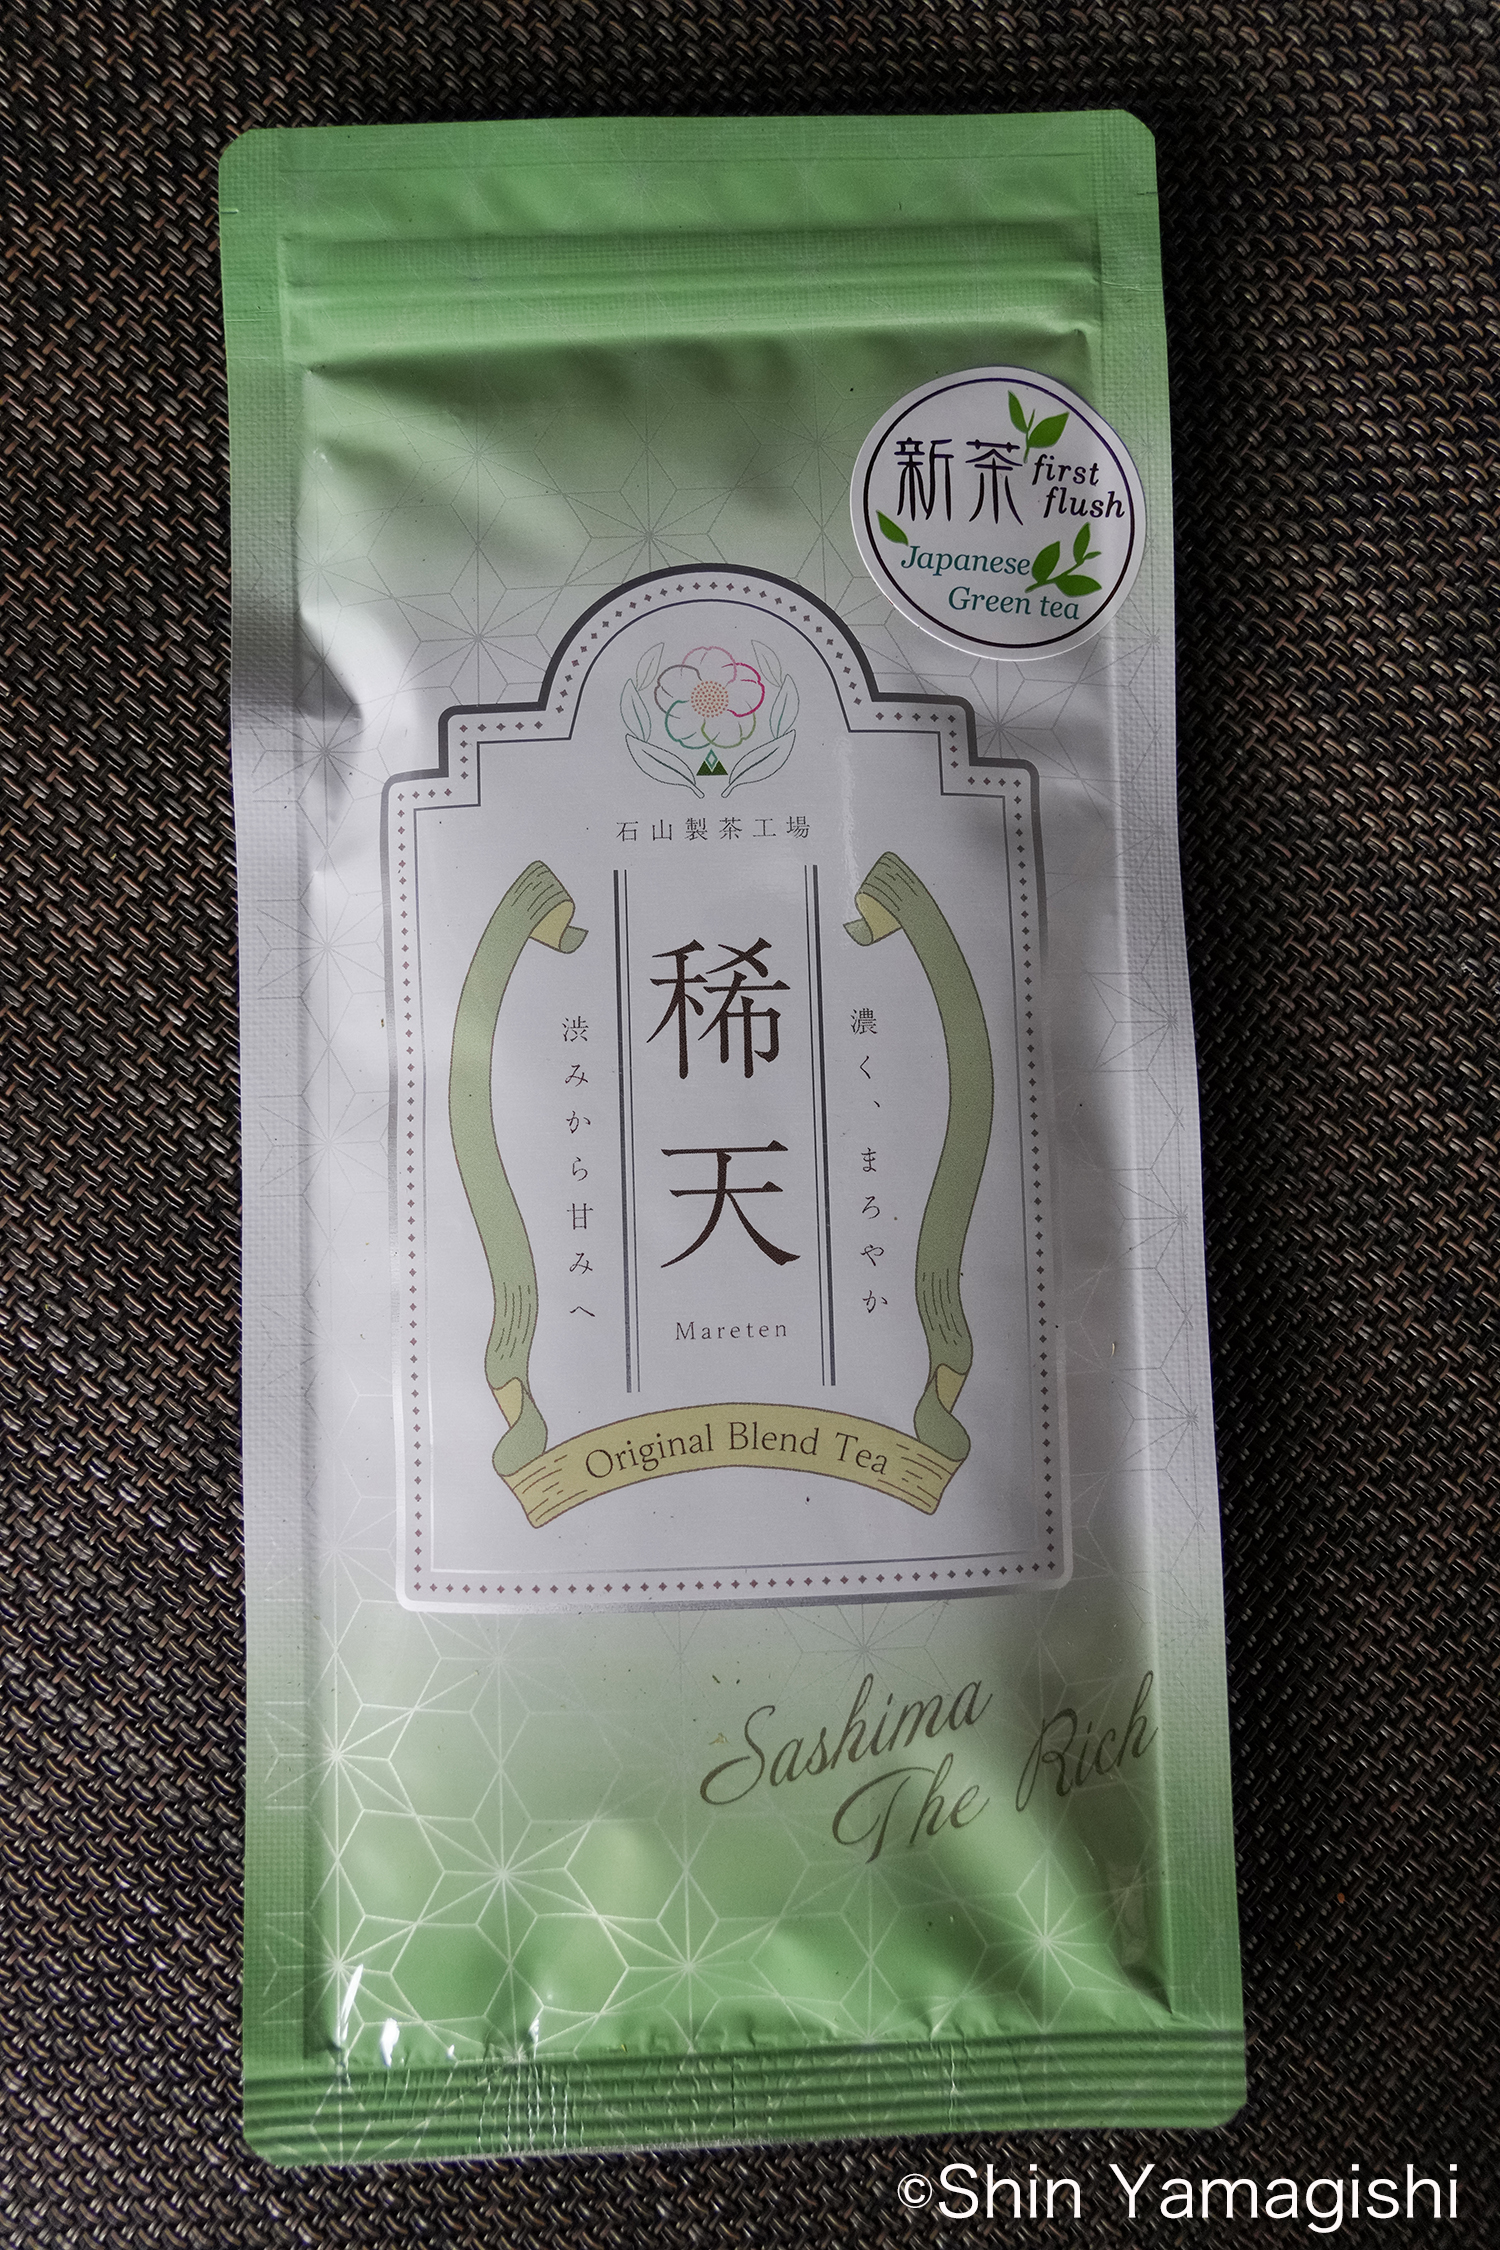 新茶 first
flush
Japanese
Green tea
石山製茶工場
濃く、まろやか
稀天
Mareten
渋みから甘みへ
Original Blend Tea
Sashima
The Rich
©Shin Yamagishi